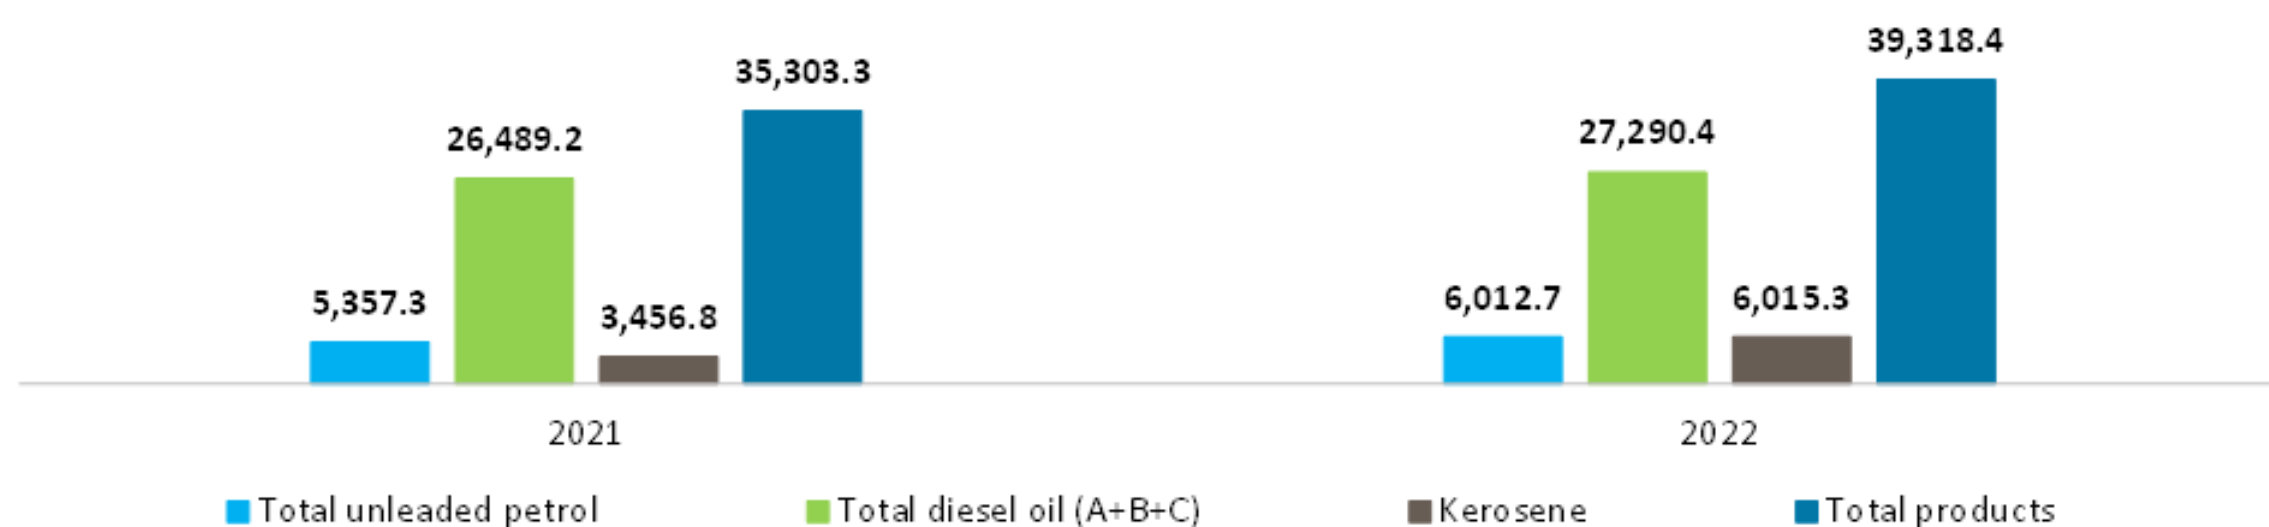 39,318.4
35,303.3
26,489.2
27,290.4
5,357.3
3,456.8
6,012.7
6,015.3
2021
2022
Total unleaded petrol
Total diesel oil (A+B+C)
Kerosene
Total products